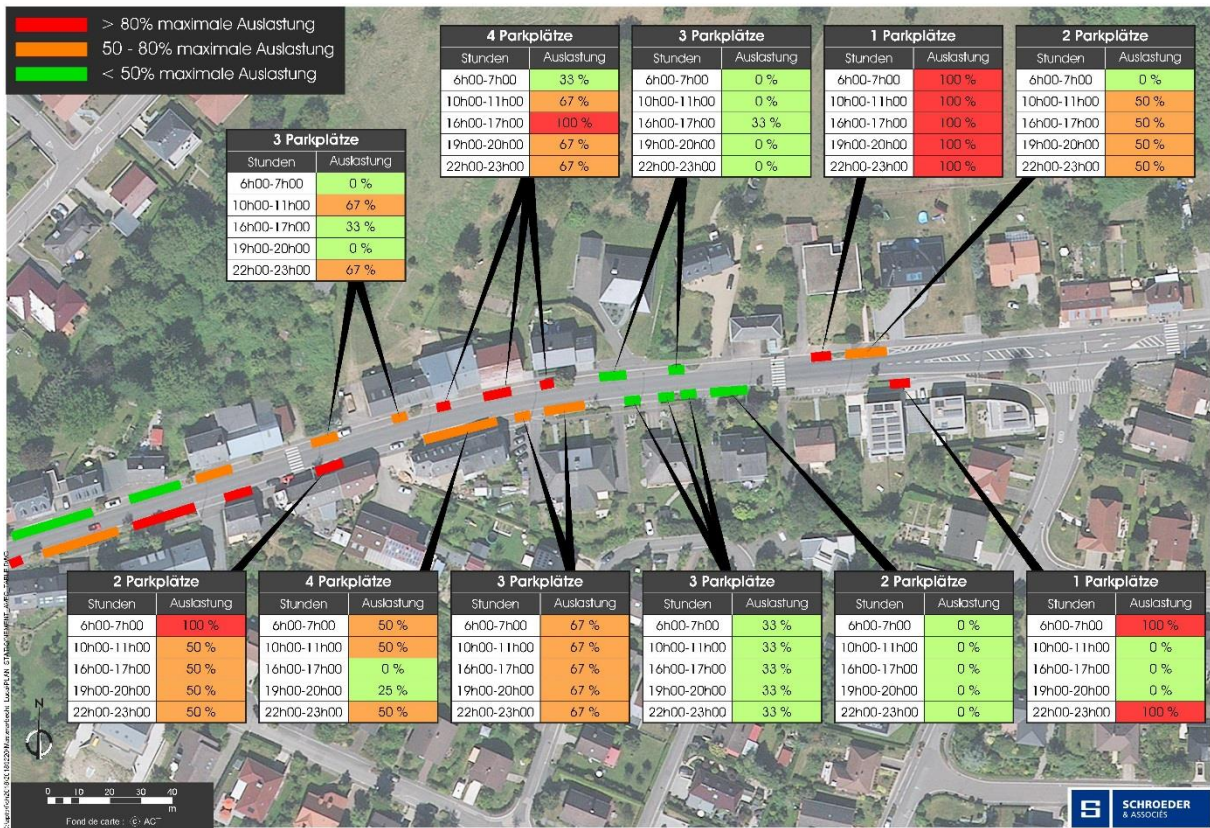 > 80% maximale Auslastung
50 - 80% maximale Auslastung
< 50% maximale Auslastung
4 Parkplätze
Stunden Auslastung
6h00-7h00 33 %
10h00-11h00 67 %
16h00-17h00 100 %
19h00-20h00 67 %
22h00-23h00 67 %
3 Parkplätze
Stunden Auslastung
6h00-7h00 0 %
10h00-11h00 0 %
16h00-17h00 33 %
19h00-20h00 0 %
22h00-23h00 0 %
1 Parkplätze
Stunden Auslastung
6h00-7h00 100 %
10h00-11h00 100 %
16h00-17h00 100 %
19h00-20h00 100 %
22h00-23h00 100 %
2 Parkplätze
Stunden Auslastung
6h00-7h00 0 %
10h00-11h00 50 %
16h00-17h00 50 %
19h00-20h00 50 %
22h00-23h00 50 %
3 Parkplätze
Stunden Auslastung
6h00-7h00 0 %
10h00-11h00 67 %
16h00-17h00 33 %
19h00-20h00 0 %
22h00-23h00 67 %
2 Parkplätze
Stunden Auslastung
6h00-7h00 100 %
10h00-11h00 50 %
16h00-17h00 50 %
19h00-20h00 50 %
22h00-23h00 50 %
4 Parkplätze
Stunden Auslastung
6h00-7h00 50 %
10h00-11h00 50 %
16h00-17h00 0 %
19h00-20h00 25 %
22h00-23h00 50 %
3 Parkplätze
Stunden Auslastung
6h00-7h00 67 %
10h00-11h00 67 %
16h00-17h00 67 %
19h00-20h00 67 %
22h00-23h00 67 %
3 Parkplätze
Stunden Auslastung
6h00-7h00 33 %
10h00-11h00 33 %
16h00-17h00 33 %
19h00-20h00 33 %
22h00-23h00 33 %
2 Parkplätze
Stunden Auslastung
6h00-7h00 0 %
10h00-11h00 0 %
16h00-17h00 0 %
19h00-20h00 0 %
22h00-23h00 0 %
1 Parkplätze
Stunden Auslastung
6h00-7h00 100 %
10h00-11h00 0 %
16h00-17h00 0 %
19h00-20h00 0 %
22h00-23h00 100 %
N
0 10 20 30 40
m
Fond de carte : © ACT
S
SCHROEDER
& ASSOCIÉS